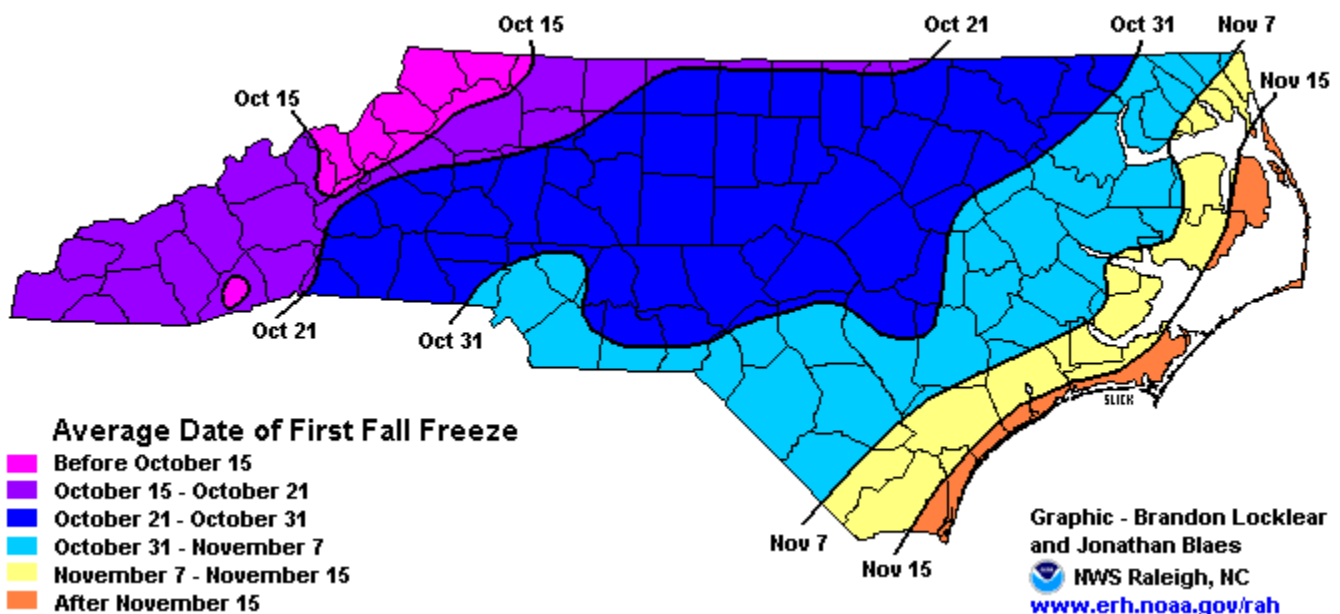 Oct 15
Oct 21
Oct 31
Nov 7
Nov 15
Oct 15
Oct 21
Oct 31
SLICK
Nov 7
Nov 15
Average Date of First Fall Freeze
Before October 15
October 15 - October 21
October 21 - October 31
October 31 - November 7
November 7 - November 15
After November 15
Graphic - Brandon Locklear
and Jonathan Blaes
NWS Raleigh, NC
www.erh.noaa.gov/rah